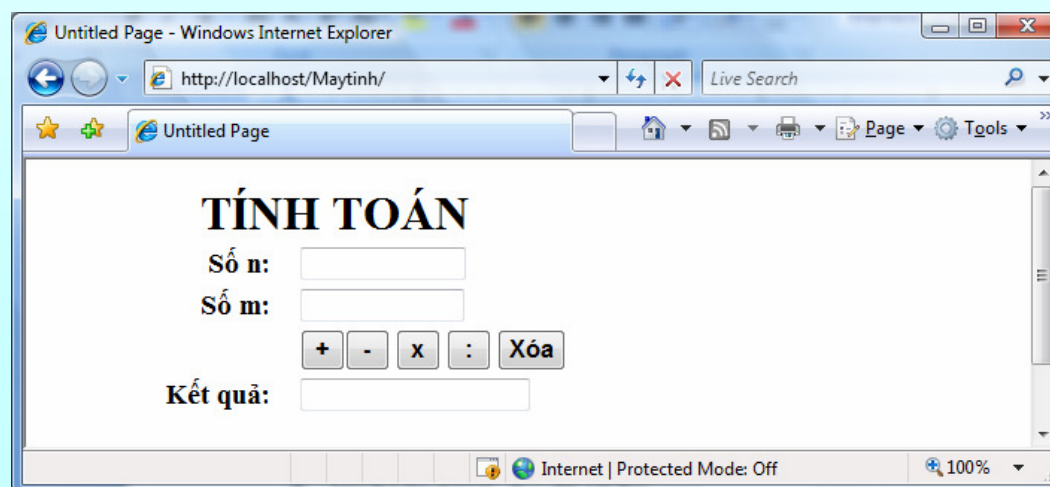 Untitled Page - Windows Internet Explorer
http://localhost/Maytinh/
Live Search
Untitled Page
Page
Tools
»
TÍNH TOÁN
Số n:
Số m:
+ - x : Xóa
Kết quả:
Internet | Protected Mode: Off
100%